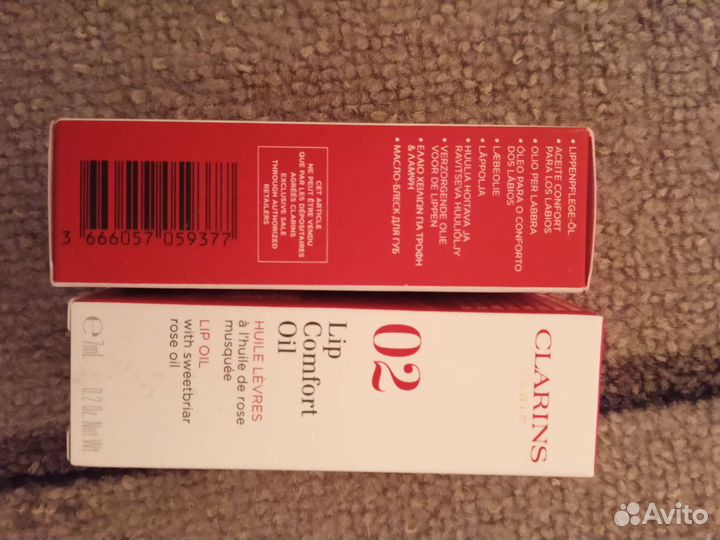 • LIPPENPFLEGE-ÖL
• ACEITE CONFORT
PARA LOS LABIOS
• OLIO PER LABBRA
• OLEO PARA O CONFORTO
DOS LÁBIOS
• LÆBEOLIE
• LÄPPOLJA
• HUULIA HOITAVA JA
RAVITSEVA HUULIÖLJY
• VERZORGENDE OLIE
VOOR DE LIPPEN
• ΕΛΑΙΟ ΧΕΙΛΙΩΝ ΓΙΑ ΤΡΟΦΗ
& ΛΑΜΨΗ
• МАСЛО-БЛЕСК ДЛЯ ГУБ
CET ARTICLE
NE PEUT ÊTRE VENDU
QUE PAR LES DÉPOSITAIRES
AGRÉÉS CLARINS
EXCLUSIVE SALE
THROUGH AUTHORIZED
RETAILERS
3 666057 059377
CLARINS
PARIS
02
Lip
Comfort
Oil
HUILE LÈVRES
à l'huile de rose
musquée
LIP OIL
with sweetbriar
rose oil
℮ 7ml 0.2 Oz. Net Wt.
Avito